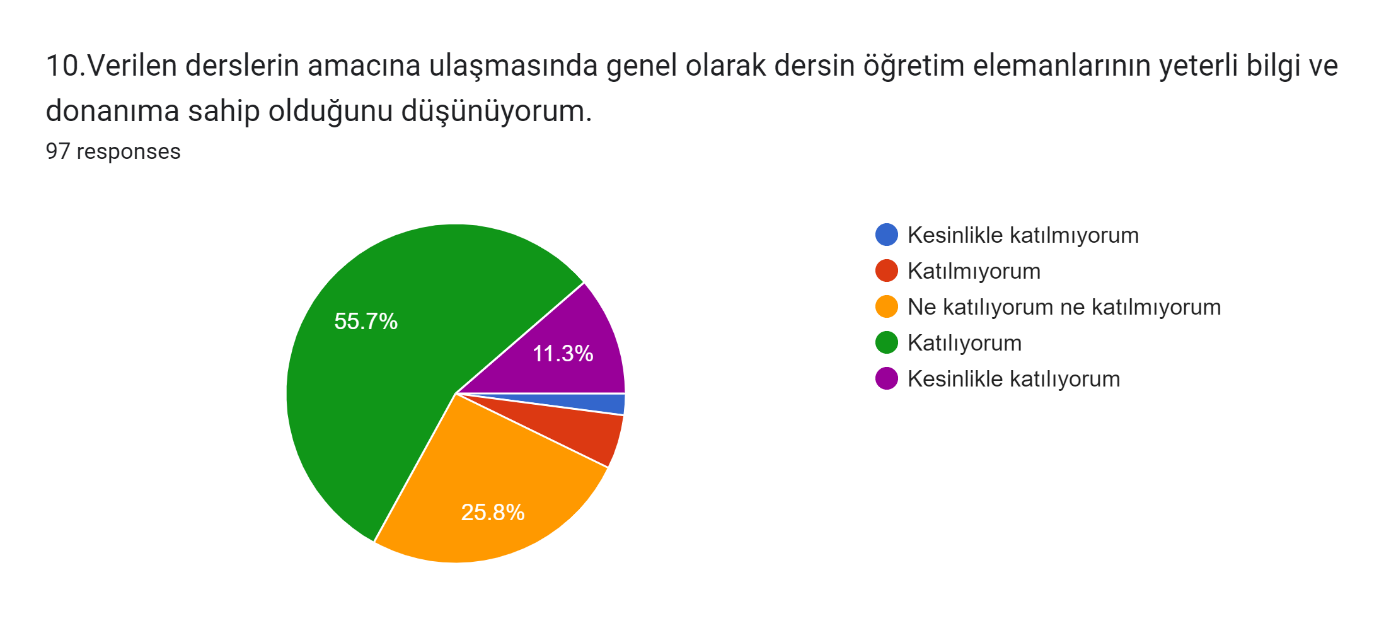 10.Verilen derslerin amacına ulaşmasında genel olarak dersin öğretim elemanlarının yeterli bilgi ve
donanıma sahip olduğunu düşünüyorum.
97 responses
Kesinlikle katılmıyorum
Katılmıyorum
Ne katılıyorum ne katılmıyorum
Katılıyorum
Kesinlikle katılıyorum
55.7%
11.3%
25.8%